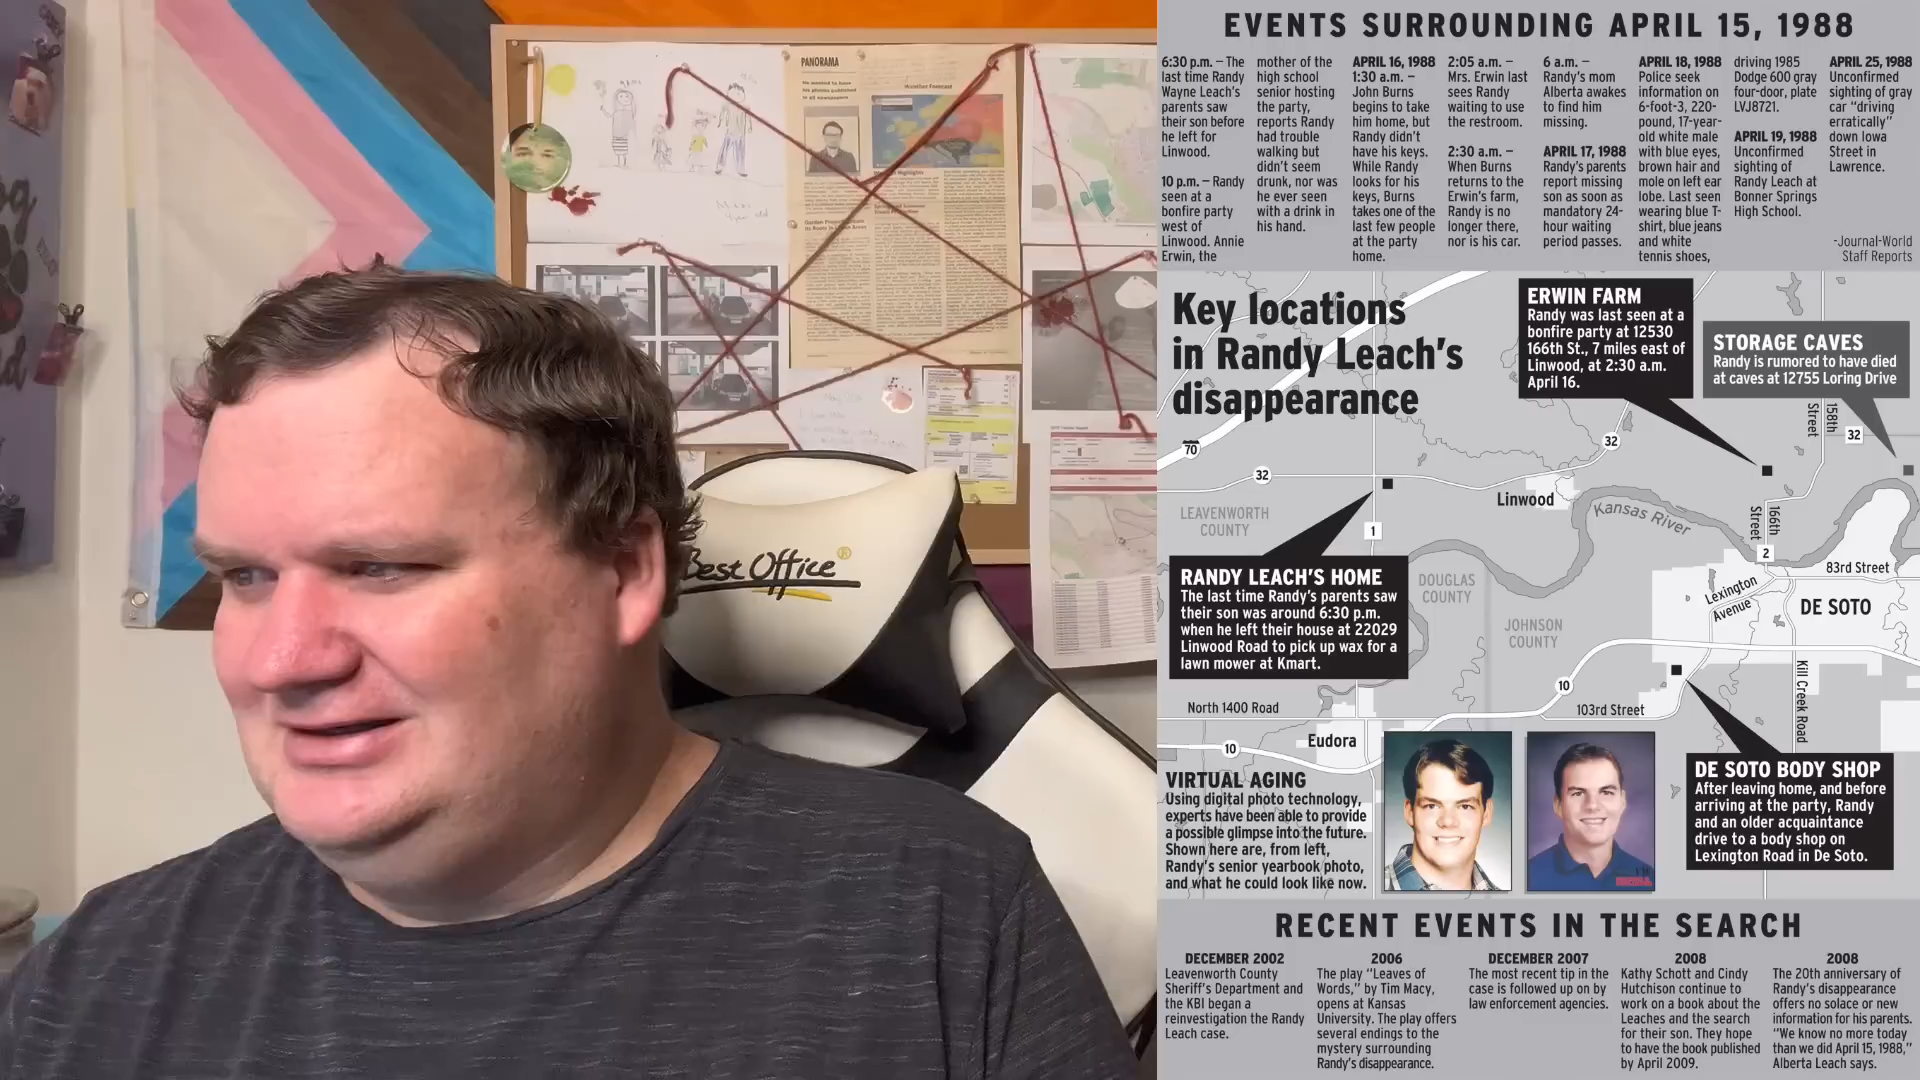 PANORAMA
Weather Forecast
Best Office®
EVENTS SURROUNDING APRIL 15, 1988
6:30 p.m. – The
last time Randy
Wayne Leach's
parents saw
their son before
he left for
Linwood.
10 p.m. – Randy
seen at a
bonfire party
west of
Linwood. Annie
Erwin, the
mother of the
high school
senior hosting
the party,
reports Randy
had trouble
walking but
didn't seem
drunk, nor was
he ever seen
with a drink in
his hand.
APRIL 16, 1988
1:30 a.m. –
John Burns
begins to take
him home, but
Randy didn't
have his keys.
While Randy
looks for his
keys, Burns
takes one of the
last few people
at the party
home.
2:05 a.m. –
Mrs. Erwin last
sees Randy
waiting to use
the restroom.
2:30 a.m. –
When Burns
returns to the
Erwin's farm,
Randy is no
longer there,
nor is his car.
6 a.m. –
Randy's mom
Alberta awakes
to find him
missing.
APRIL 17, 1988
Randy's parents
report missing
son as soon as
mandatory 24-
hour waiting
period passes.
APRIL 18, 1988
Police seek
information on
6-foot-3, 220-
pound, 17-year-
old white male
with blue eyes,
brown hair and
mole on left ear
lobe. Last seen
wearing blue T-
shirt, blue jeans
and white
tennis shoes,
driving 1985
Dodge 600 gray
four-door, plate
LVJ8721.
APRIL 19, 1988
Unconfirmed
sighting of
Randy Leach at
Bonner Springs
High School.
APRIL 25, 1988
Unconfirmed
sighting of gray
car "driving
erratically"
down Iowa
Street in
Lawrence.
-Journal-World
Staff Reports
Key locations
in Randy Leach's
disappearance
ERWIN FARM
Randy was last seen at a
bonfire party at 12530
166th St., 7 miles east of
Linwood, at 2:30 a.m.
April 16.
STORAGE CAVES
Randy is rumored to have died
at caves at 12755 Loring Drive
158th
Street
32
32
70
32
Linwood
Kansas River
LEAVENWORTH
COUNTY
1
166th
Street
2
83rd Street
RANDY LEACH'S HOME
The last time Randy's parents saw
their son was around 6:30 p.m.
when he left their house at 22029
Linwood Road to pick up wax for a
lawn mower at Kmart.
DOUGLAS
COUNTY
JOHNSON
COUNTY
Lexington
Avenue
DE SOTO
10
Kill Creek Road
North 1400 Road
103rd Street
Eudora
10
VIRTUAL AGING
Using digital photo technology,
experts have been able to provide
a possible glimpse into the future.
Shown here are, from left,
Randy's senior yearbook photo,
and what he could look like now.
DE SOTO BODY SHOP
After leaving home, and before
arriving at the party, Randy
and an older acquaintance
drive to a body shop on
Lexington Road in De Soto.
RECENT EVENTS IN THE SEARCH
DECEMBER 2002
Leavenworth County
Sheriff's Department and
the KBI began a
reinvestigation the Randy
Leach case.
2006
The play "Leaves of
Words," by Tim Macy,
opens at Kansas
University. The play offers
several endings to the
mystery surrounding
Randy's disappearance.
DECEMBER 2007
The most recent tip in the
case is followed up on by
law enforcement agencies.
2008
Kathy Schott and Cindy
Hutchison continue to
work on a book about the
Leaches and the search
for their son. They hope
to have the book published
by April 2009.
2008
The 20th anniversary of
Randy's disappearance
offers no solace or new
information for his parents.
"We know no more today
than we did April 15, 1988,"
Alberta Leach says.